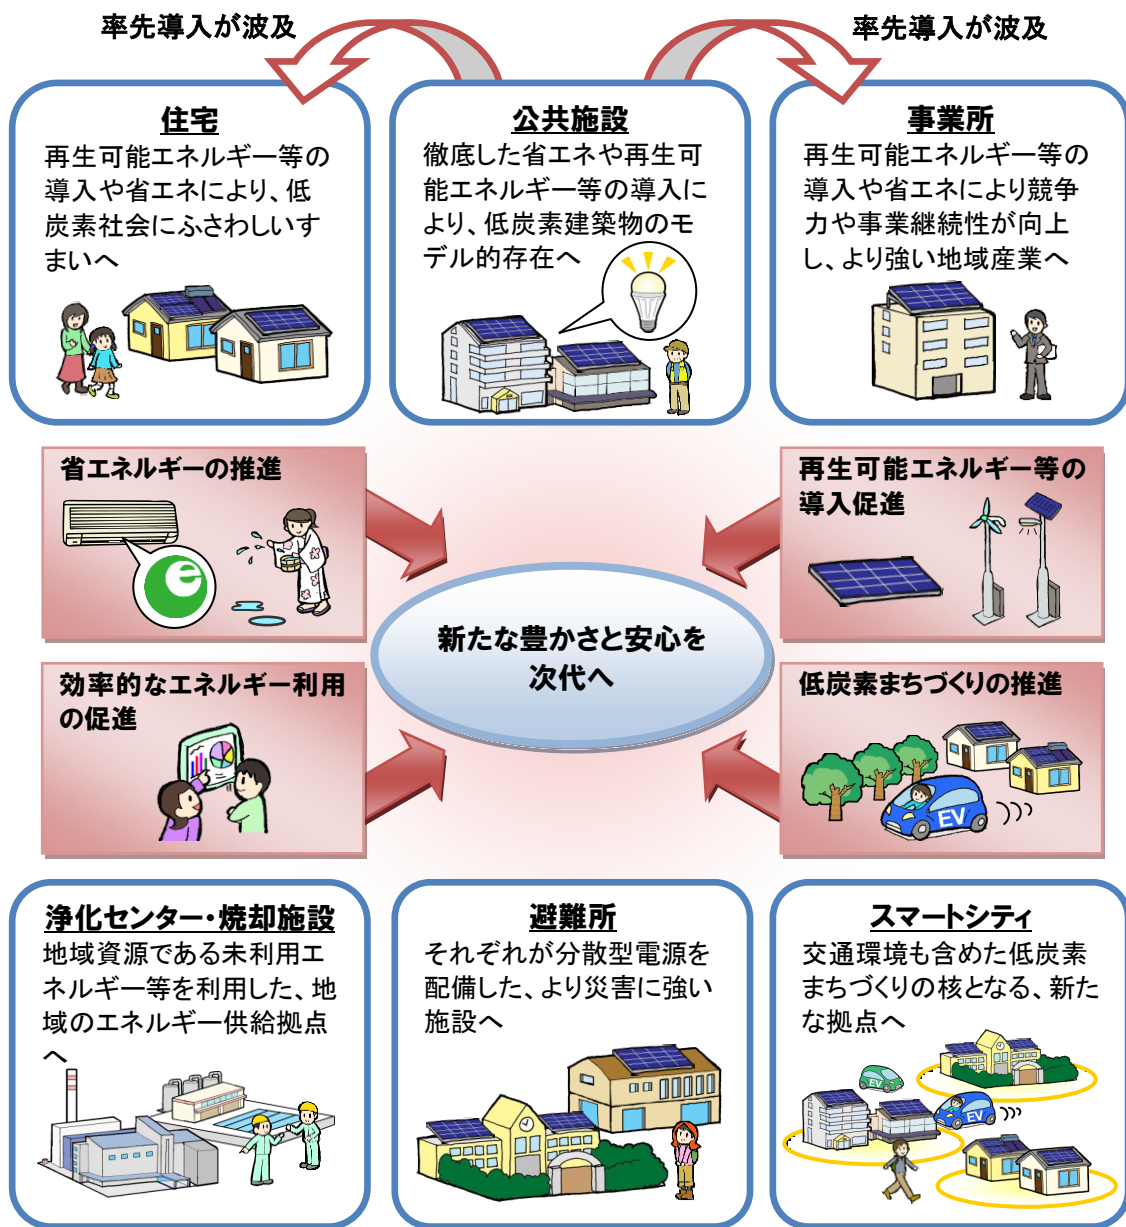 率先導入が波及
率先導入が波及
住宅
再生可能エネルギー等の
導入や省エネにより、低
炭素社会にふさわしいす
まいへ
公共施設
徹底した省エネや再生可
能エネルギー等の導入に
より、低炭素建築物のモ
デル的存在へ
事業所
再生可能エネルギー等の
導入や省エネにより競争
力や事業継続性が向上
し、より強い地域産業へ
省エネルギーの推進
e
再生可能エネルギー等の
導入促進
新たな豊かさと安心を
次代へ
効率的なエネルギー利用
の促進
低炭素まちづくりの推進
EV
浄化センター・焼却施設
地域資源である未利用エ
ネルギー等を利用した、地
域のエネルギー供給拠点
へ
避難所
それぞれが分散型電源を
配備した、より災害に強い
施設へ
スマートシティ
交通環境も含めた低炭素
まちづくりの核となる、新た
な拠点へ
EV
EV